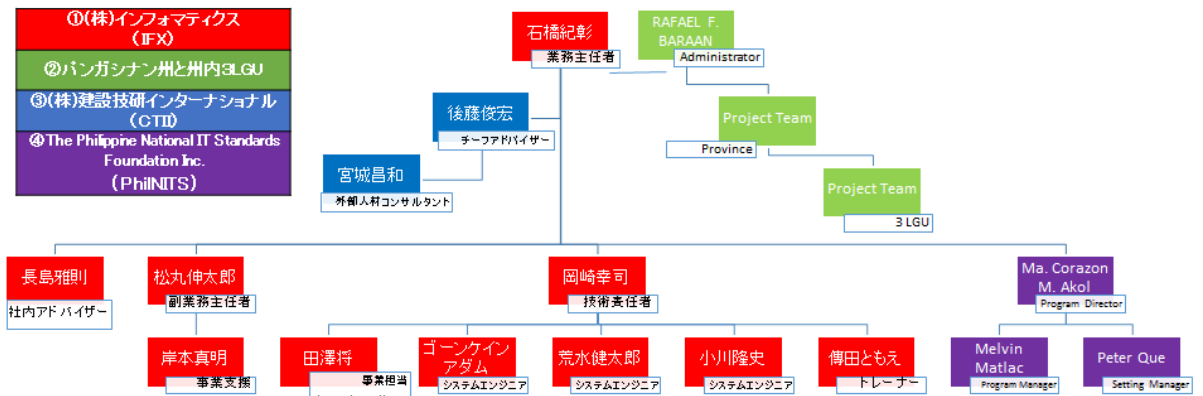 ①(株)インフォマティクス
(IFX)
②パンガシナン州と州内3LGU
③(株)建設技研インターナショナル
(CTII)
④The Philippine National IT Standards
Foundation Inc.
(PhilNITS)
石橋紀彰
業務主任者
RAFAEL F.
BARAAN
Administrator
後藤俊宏
チーフアドバイザー
Project Team
Province
宮城昌和
外部人材コンサルタント
Project Team
3 LGU
長島雅則
社内アドバイザー
松丸伸太郎
副業務主任者
岡崎幸司
技術責任者
Ma. Corazon
M. Akol
Program Director
岸本真明
事業支援
田澤将
事業担当
ゴーンケイン
アダム
システムエンジニア
荒水健太郎
システムエンジニア
小川隆史
システムエンジニア
傳田ともえ
トレーナー
Melvin
Matlac
Program Manager
Peter Que
Setting Manager